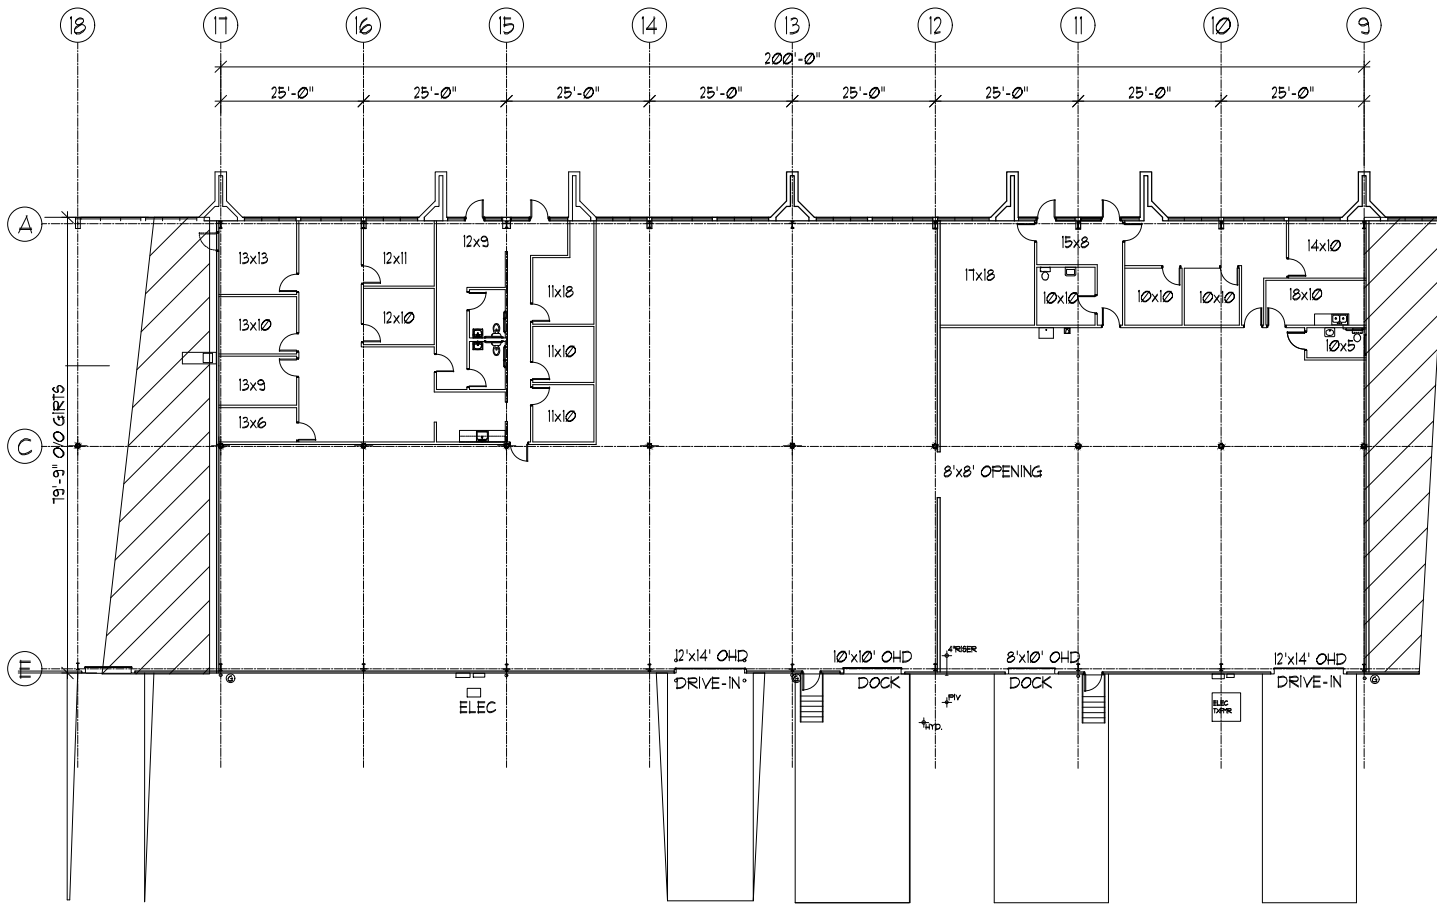 18 17 16 15 14 13 12 11 10 9
200'-0"
25'-0" 25'-0" 25'-0" 25'-0" 25'-0" 25'-0" 25'-0" 25'-0"
A
12x9
15x8
14x10
13x13
12x11
17x18
11x18
10x10
10x10
10x10
18x10
13x10
12x10
10x5
11x10
13x9
11x10
13x6
C
79'-9" O/O GIRTS
8'x8' OPENING
4"RISER
E
12'x14' OHD
10'x10' OHD
8'x10' OHD
12'x14' OHD
DRIVE-IN
DOCK
DOCK
DRIVE-IN
G
G
G
PIV
ELEC
ELEC
TXFMR
HYD.